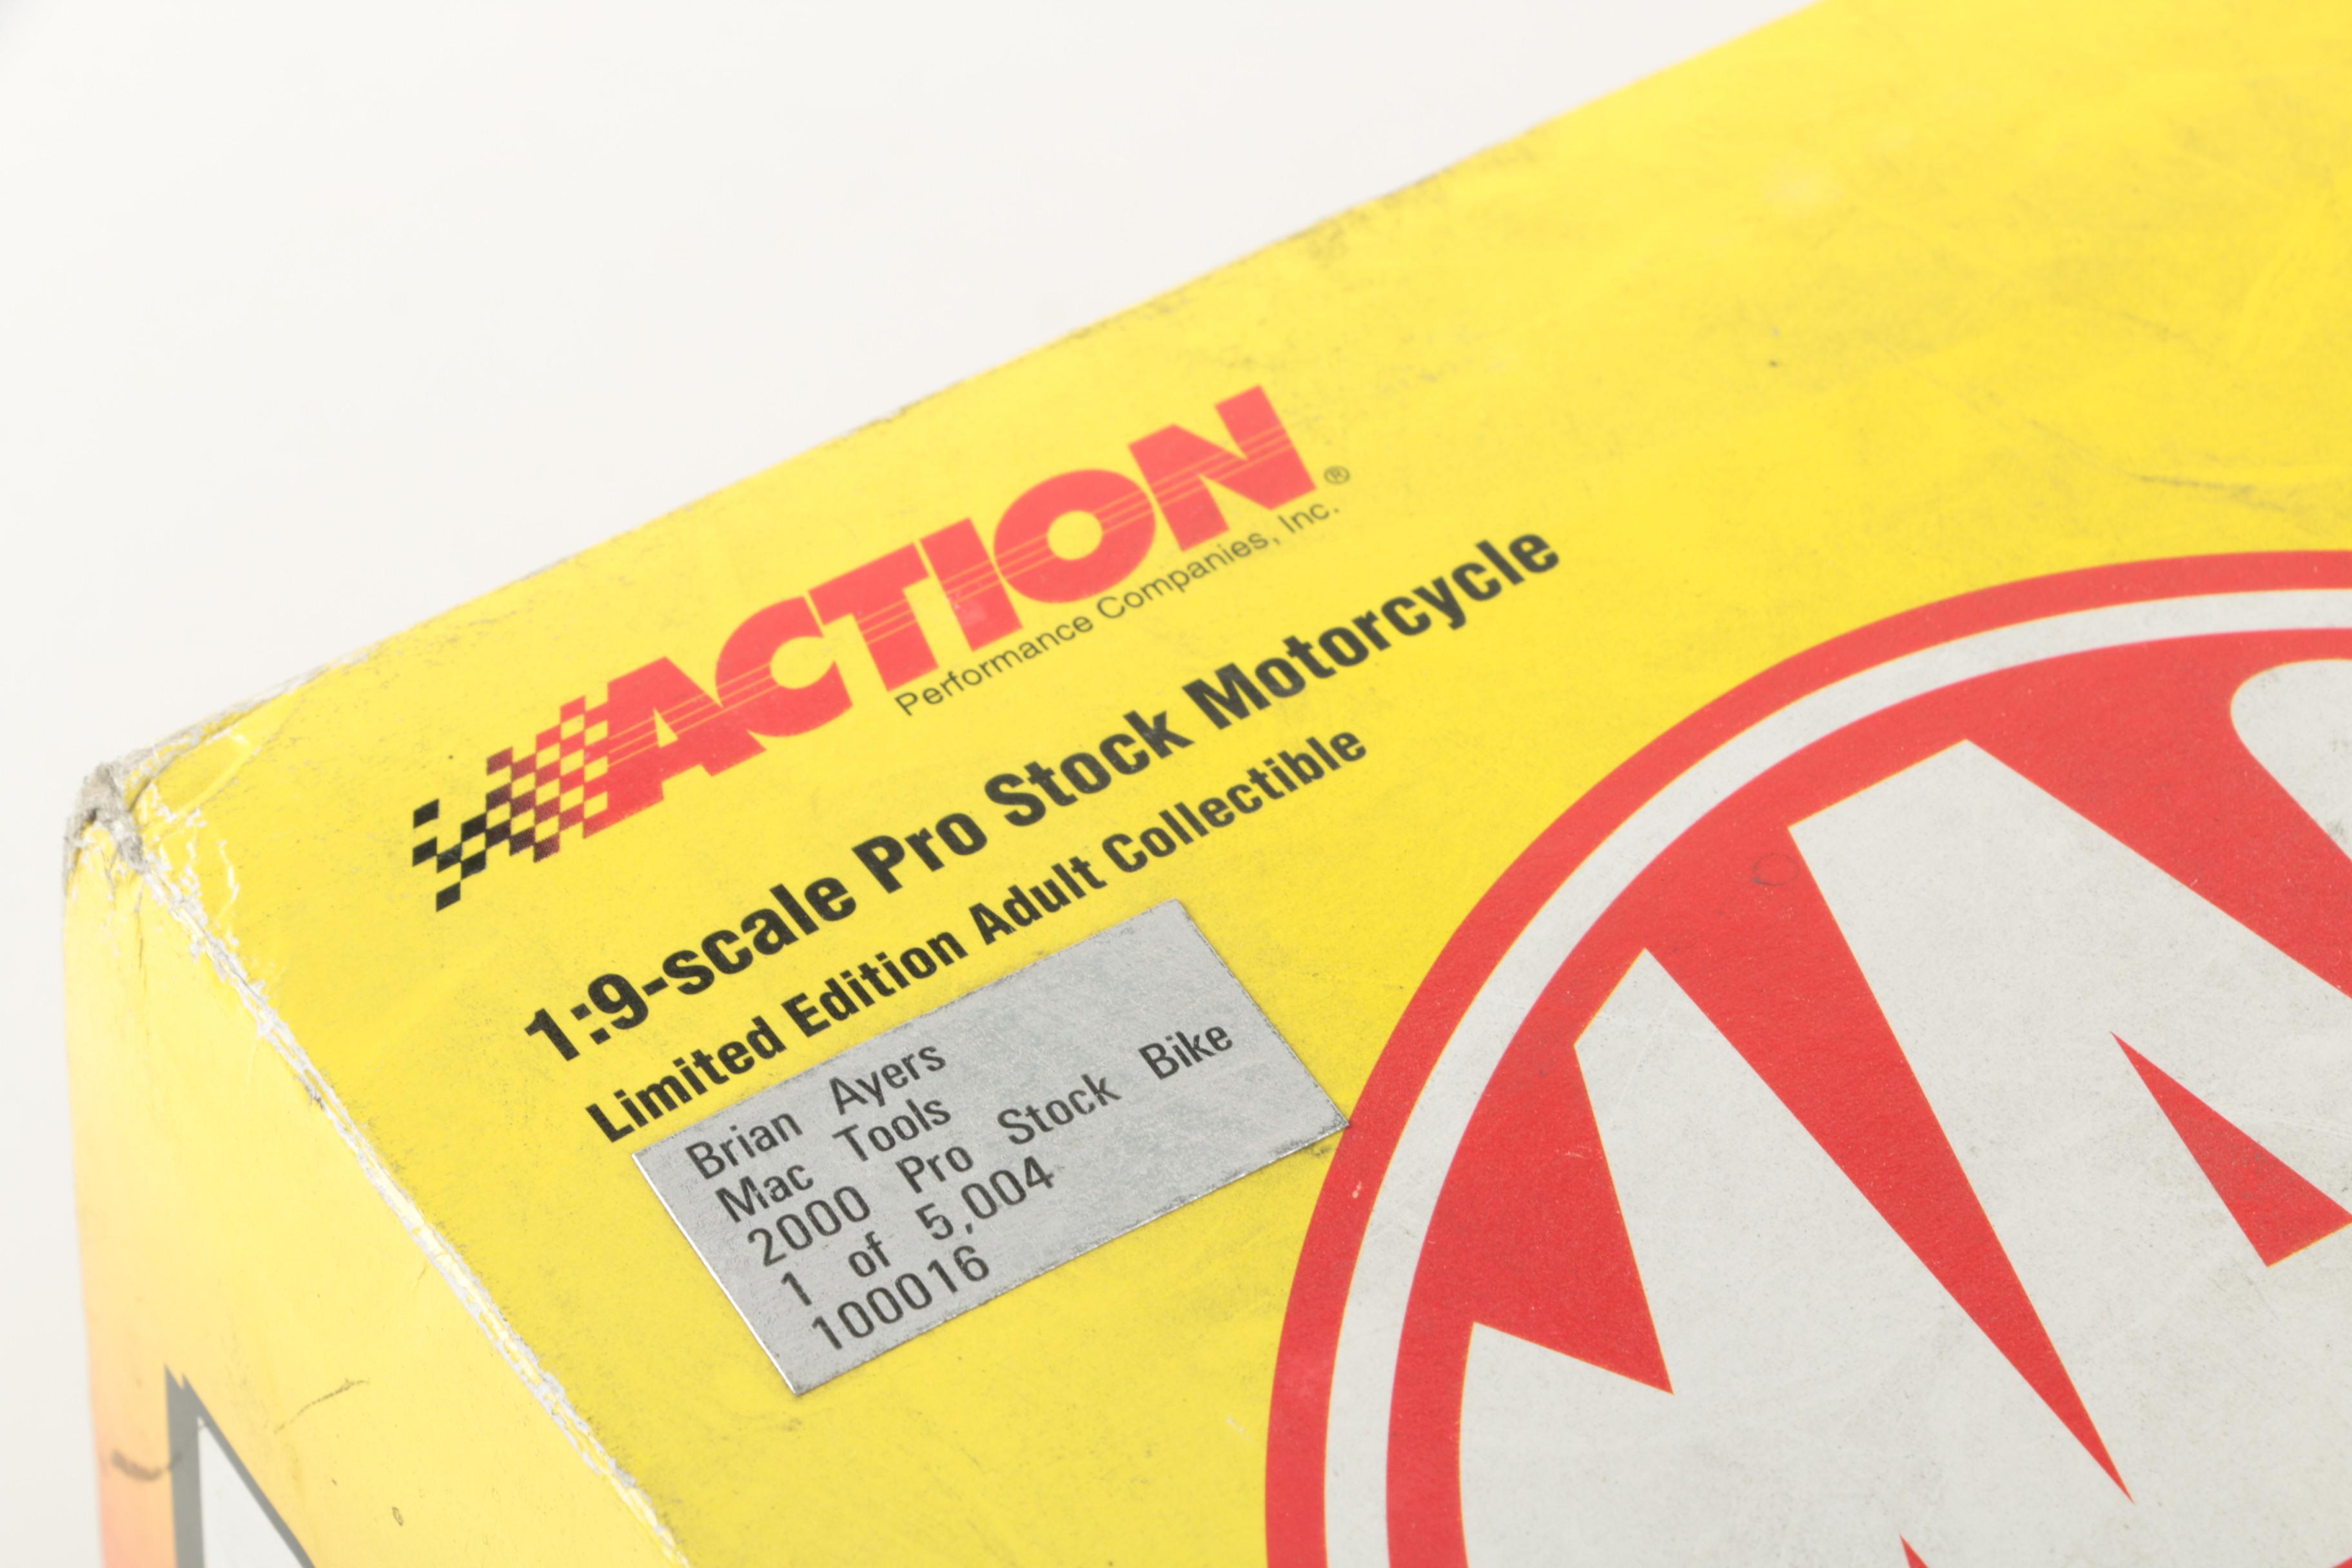 ACTION®
Performance Companies, Inc.
1:9-scale Pro Stock Motorcycle
Limited Edition Adult Collectible
Brian Ayers
Mac Tools
2000 Pro Stock Bike
1 of 5,004
100016